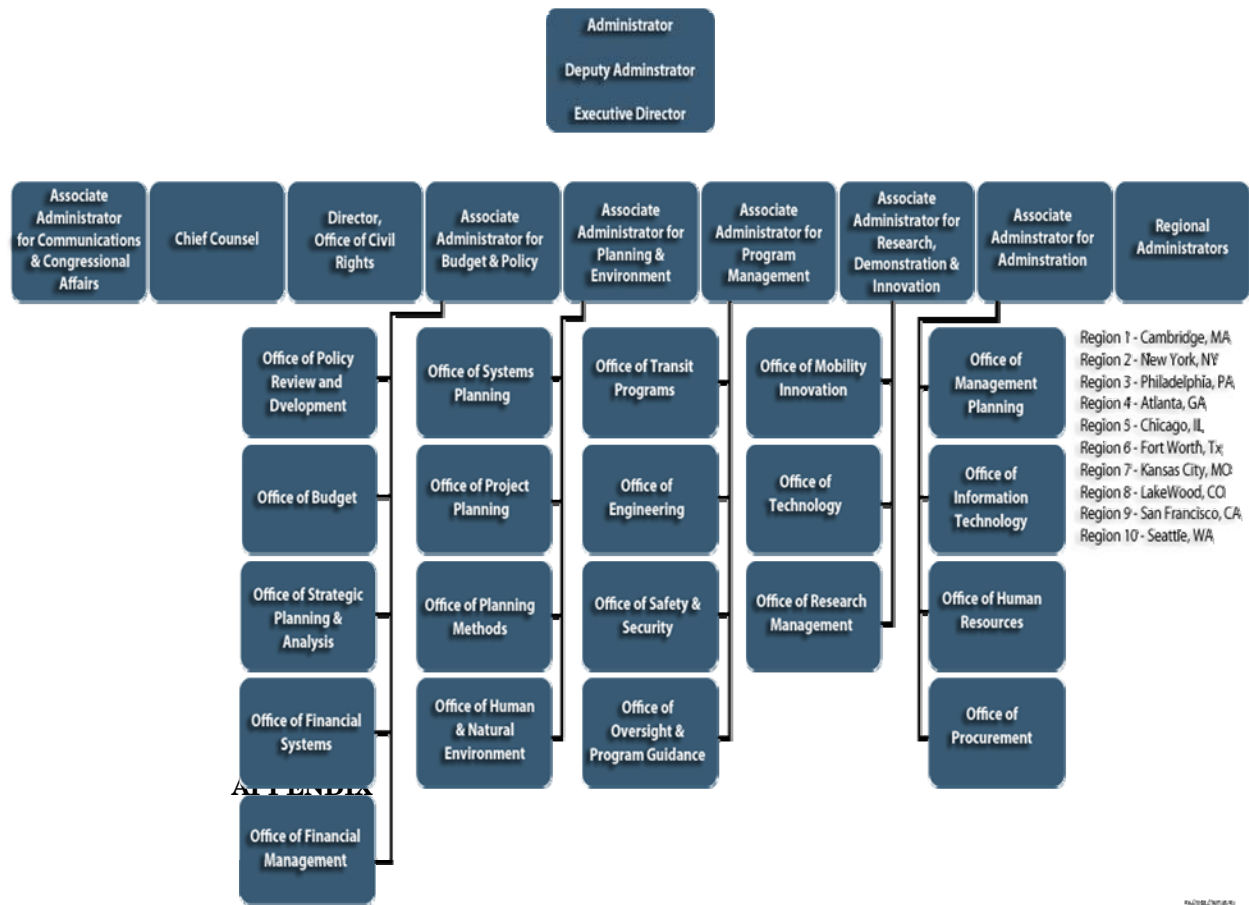 Administrator
Deputy Adminstrator
Executive Director
Associate
Administrator
for Communications
& Congressional
Affairs
Chief Counsel
Director,
Office of Civil
Rights
Associate
Administrator for
Budget & Policy
Associate
Administrator for
Planning &
Environment
Associate
Administrator for
Program
Management
Associate
Administrator for
Research,
Demonstration &
Innovation
Associate
Adminstrator for
Adminstration
Regional
Administrators
Office of Policy
Review and
Dvelopment
Office of Budget
Office of Strategic
Planning &
Analysis
Office of Financial
Systems
APPENDIX
Office of Financial
Management
Office of Systems
Planning
Office of Project
Planning
Office of Planning
Methods
Office of Human
& Natural
Environment
Office of Transit
Programs
Office of
Engineering
Office of Safety &
Security
Office of
Oversight &
Program Guidance
Office of Mobility
Innovation
Office of
Technology
Office of Research
Management
Office of
Management
Planning
Office of
Information
Technology
Office of Human
Resources
Office of
Procurement
Region 1 - Cambridge, MA
Region 2 - New York, NY
Region 3 - Philadelphia, PA
Region 4 - Atlanta, GA
Region 5 - Chicago, IL
Region 6 - Fort Worth, Tx
Region 7 - Kansas City, MO
Region 8 - LakeWood, CO
Region 9 - San Francisco, CA
Region 10 - Seattle, WA